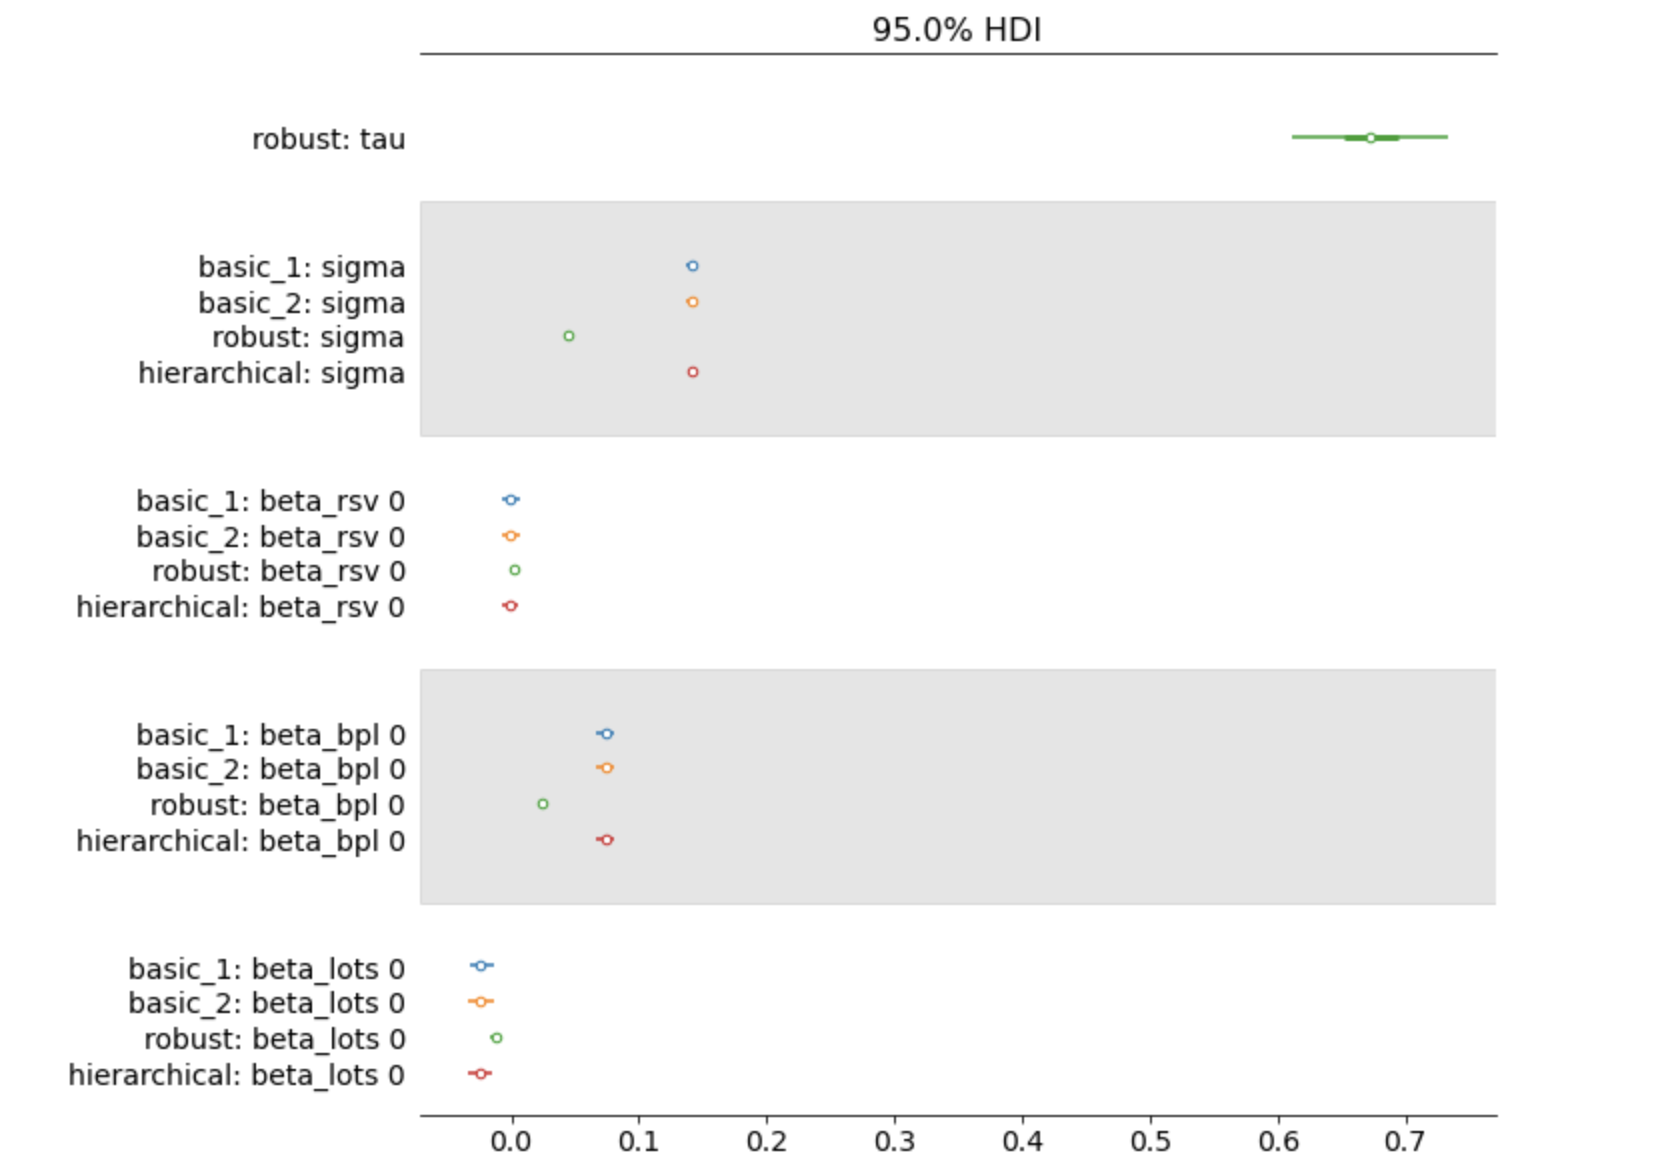 95.0% HDI
robust: tau
basic_1: sigma
basic_2: sigma
robust: sigma
hierarchical: sigma
basic_1: beta_rsv 0
basic_2: beta_rsv 0
robust: beta_rsv 0
hierarchical: beta_rsv 0
basic_1: beta_bpl 0
basic_2: beta_bpl 0
robust: beta_bpl 0
hierarchical: beta_bpl 0
basic_1: beta_lots 0
basic_2: beta_lots 0
robust: beta_lots 0
hierarchical: beta_lots 0
0.0 0.1 0.2 0.3 0.4 0.5 0.6 0.7